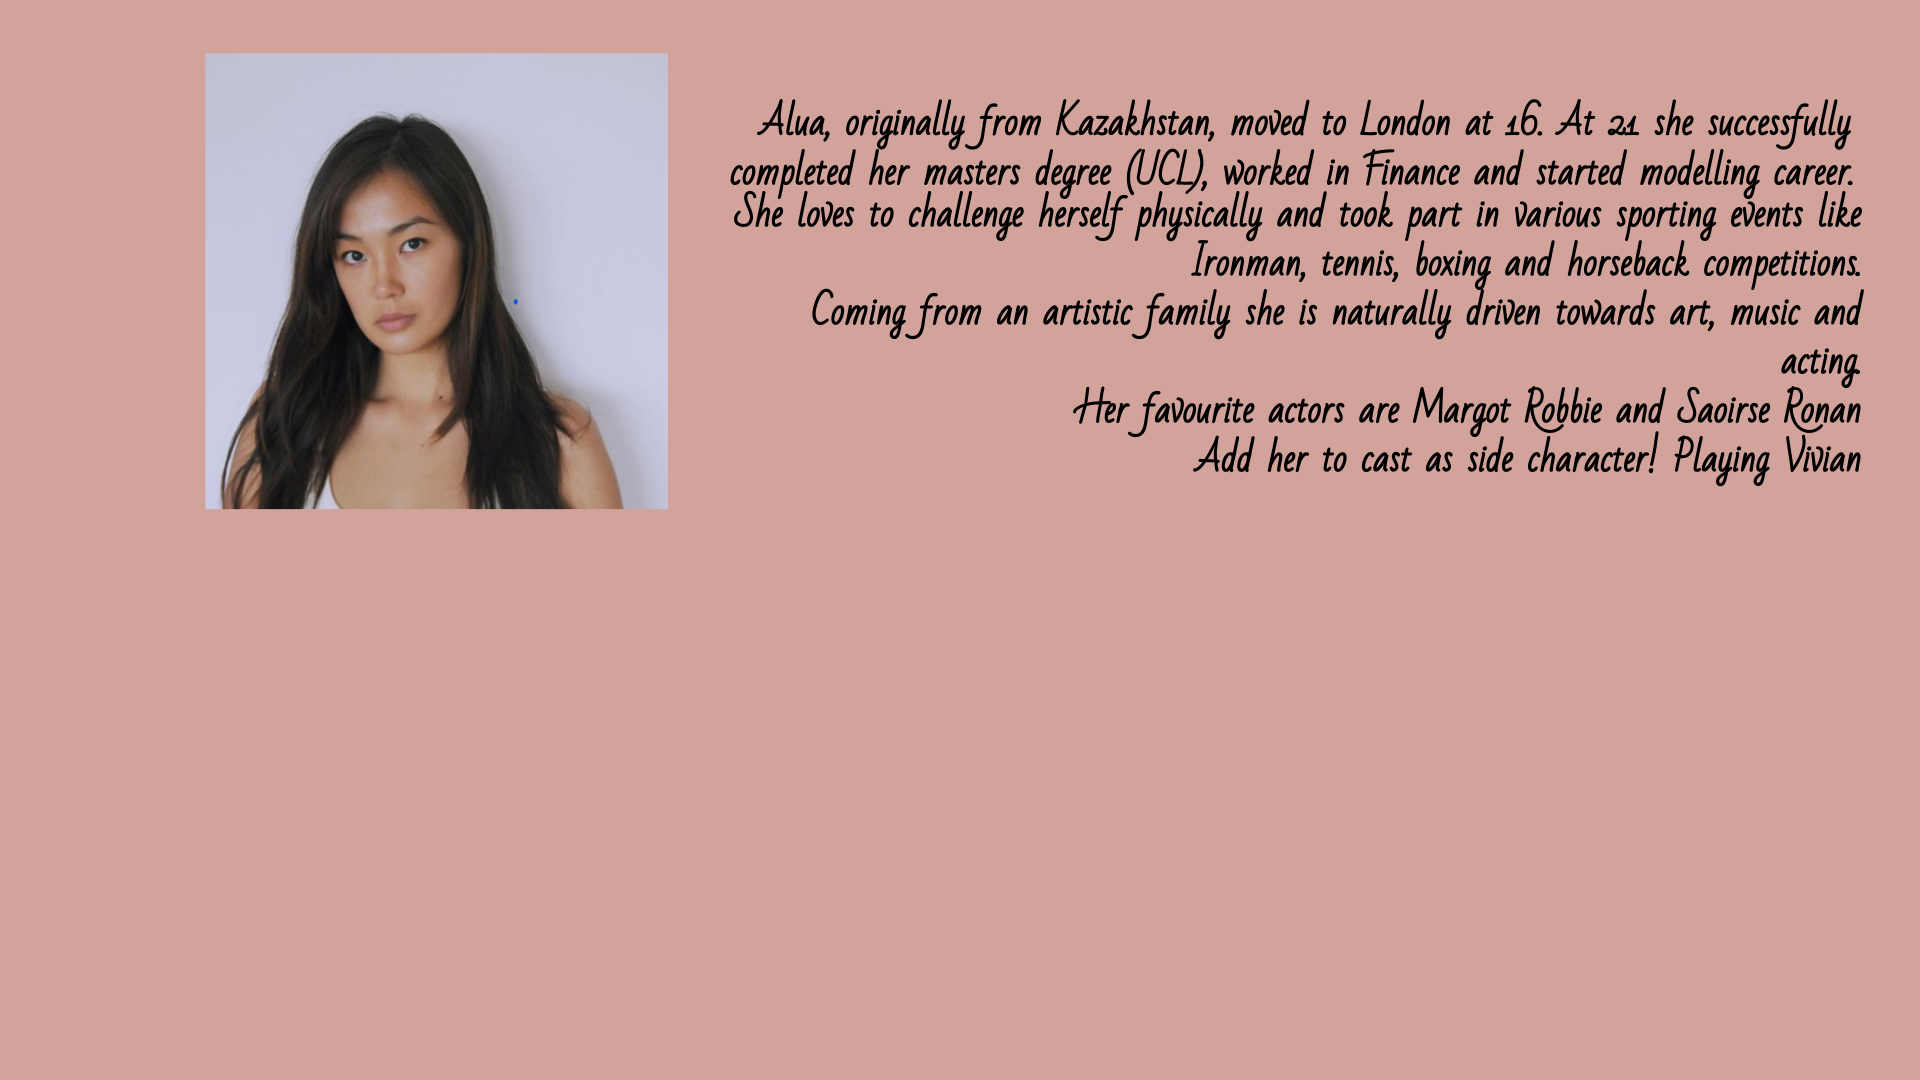 Alua, originally from Kazakhstan, moved to London at 16. At 21 she successfully
completed her masters degree (UCL), worked in Finance and started modelling career.
She loves to challenge herself physically and took part in various sporting events like
Ironman, tennis, boxing and horseback competitions.
Coming from an artistic family she is naturally driven towards art, music and
acting.
Her favourite actors are Margot Robbie and Saoirse Ronan
Add her to cast as side character! Playing Vivian